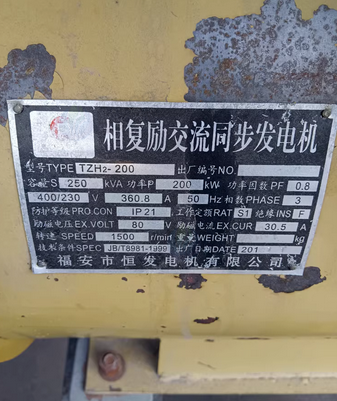 相复励交流同步发电机
型号TYPE TZH2-200 出厂编号NO.
容量S 250 kVA 功率P 200 kW 功率因数PF 0.8
400/230 V 360.8 A 50 Hz 相数PHASE 3
防护等级PRO.CON IP21 工作定额RAT S1 绝缘INS F
励磁电压EX.VOLT 80 V 励磁电流EX.CUR 30.5 A
转速SPEED 1500 r/min 重量WEIGHT kg
技术条件SPEC JB/T8981-1999 出厂日期DATE 201
福安市恒发电机有限公司